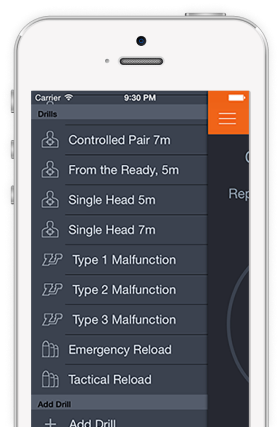 Carrier 9:30 PM
Drills
Controlled Pair 7m
From the Ready, 5m
Single Head 5m
Single Head 7m
Type 1 Malfunction
Type 2 Malfunction
Type 3 Malfunction
Emergency Reload
Tactical Reload
Add Drill
Add Drill